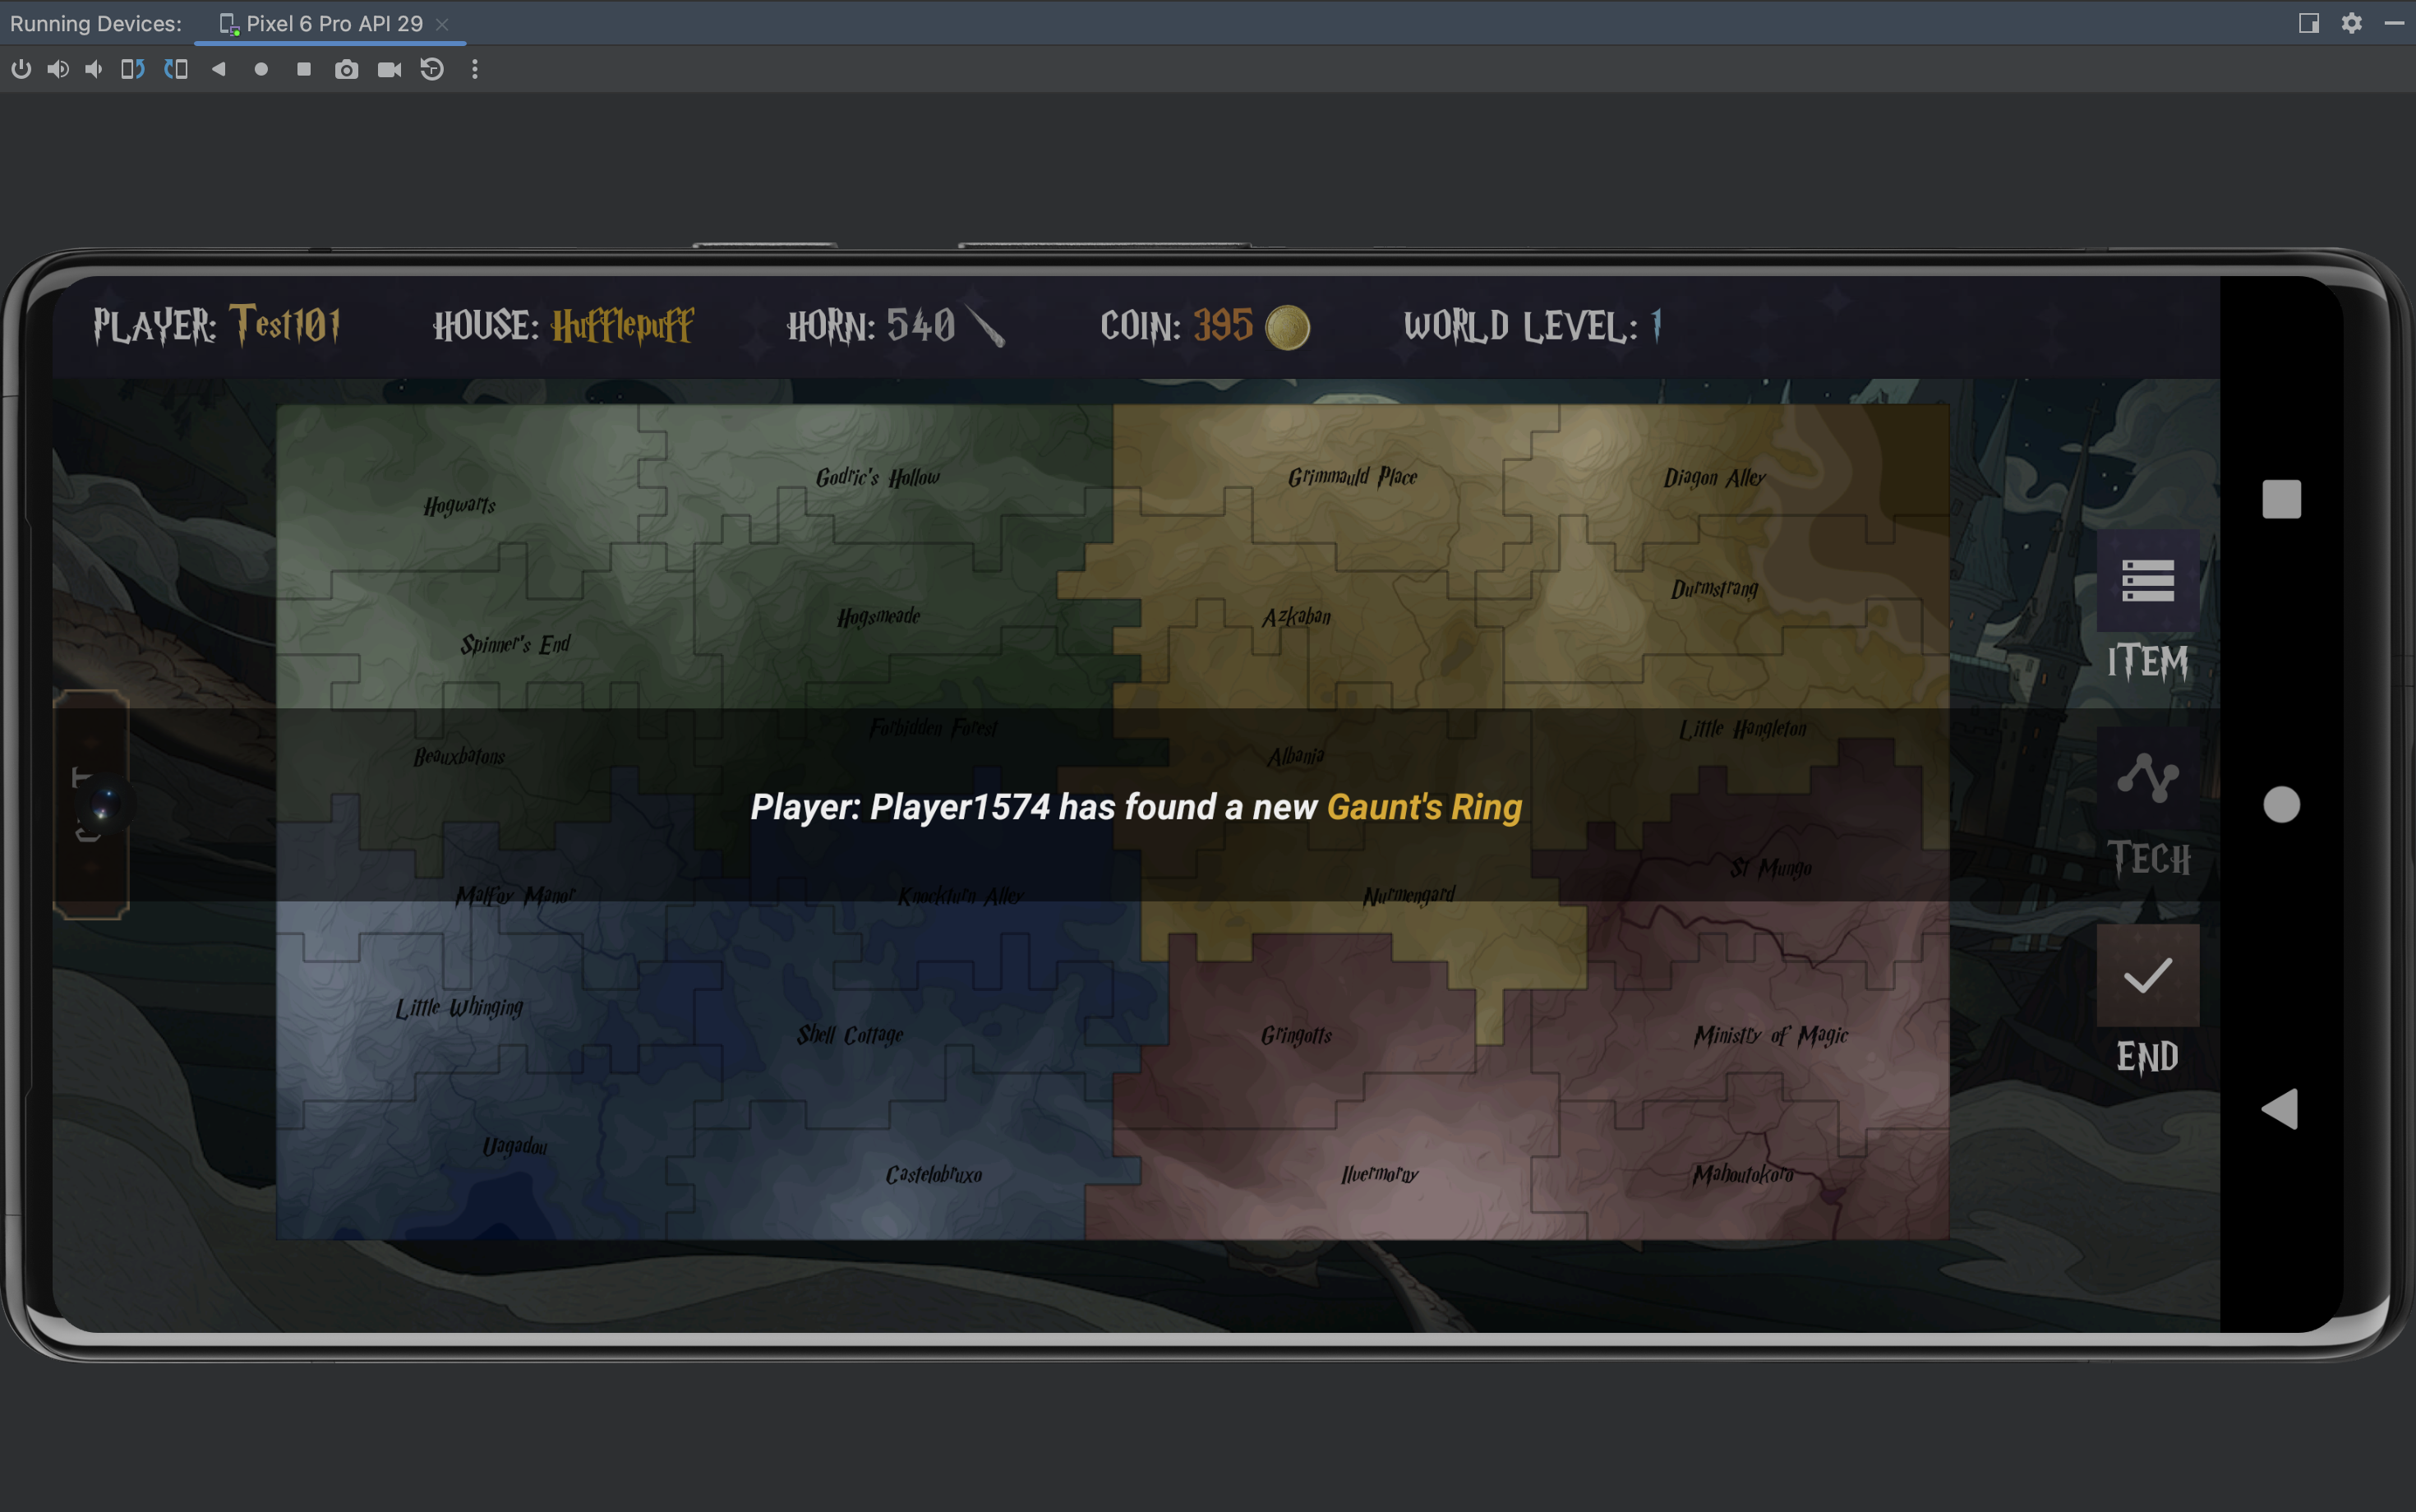 Running Devices: Pixel 6 Pro API 29
PLAYER: Test101 HOUSE: Hufflepuff HORN: 540 COIN: 395 WORLD LEVEL: 1
Godric's Hollow Grimmauld Place Diagon Alley
Hogwarts
Durmstrang
Hogsmeade Azkaban
Spinner's End
ITEM
Forbidden Forest Little Hangleton
Beauxbatons Albania
Player: Player1574 has found a new Gaunt's Ring
TECH
St Mungo
Malfoy Manor Knockturn Alley Nurmengard
Little Whinging
Shell Cottage Gringotts Ministry of Magic
END
Uagadou
Castelobruxo Ilvermorny Mahoutokoro